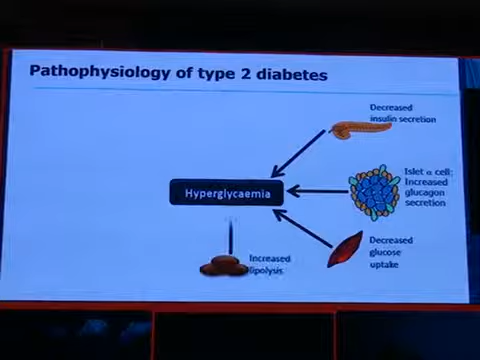 Pathophysiology of type 2 diabetes
Decreased
insulin secretion
Islet α cell:
Increased
glucagon
secretion
Hyperglycaemia
Decreased
glucose
uptake
Increased
lipolysis